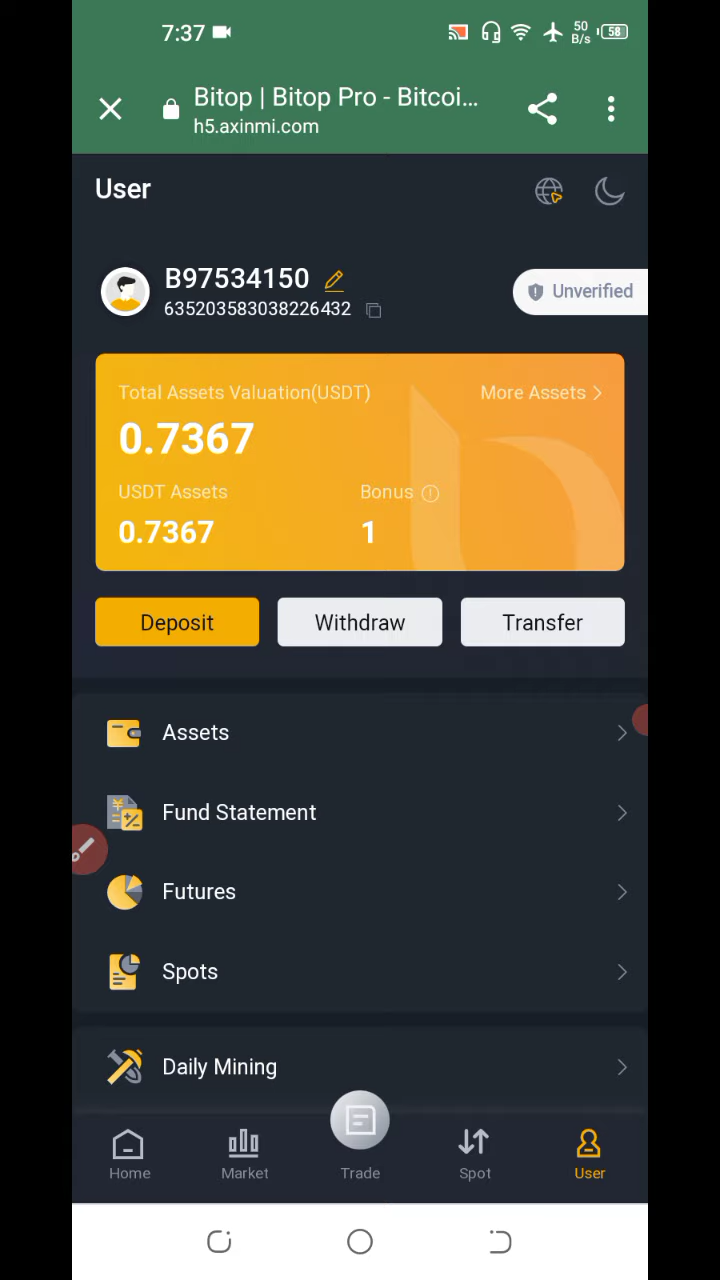 7:37
50
B/s
58
Bitop | Bitop Pro - Bitcoi...
h5.axinmi.com
User
B97534150
635203583038226432
Unverified
Total Assets Valuation(USDT)
More Assets
0.7367
USDT Assets
Bonus
0.7367
1
Deposit
Withdraw
Transfer
Assets
Fund Statement
Futures
Spots
Daily Mining
Home
Market
Trade
Spot
User